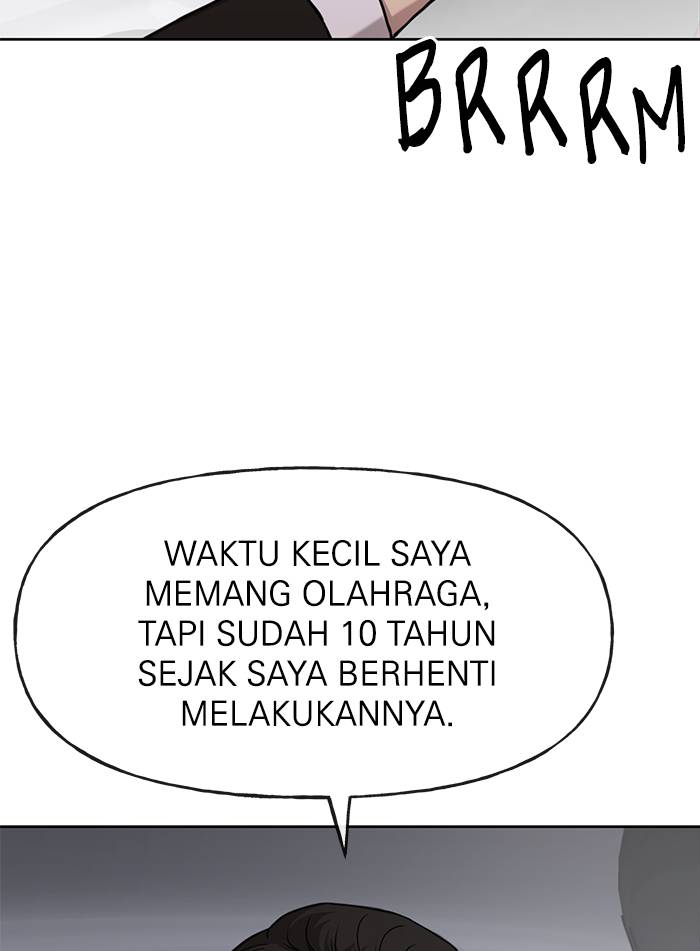 BRRRM
WAKTU KECIL SAYA
MEMANG OLAHRAGA,
TAPI SUDAH 10 TAHUN
SEJAK SAYA BERHENTI
MELAKUKANNYA.